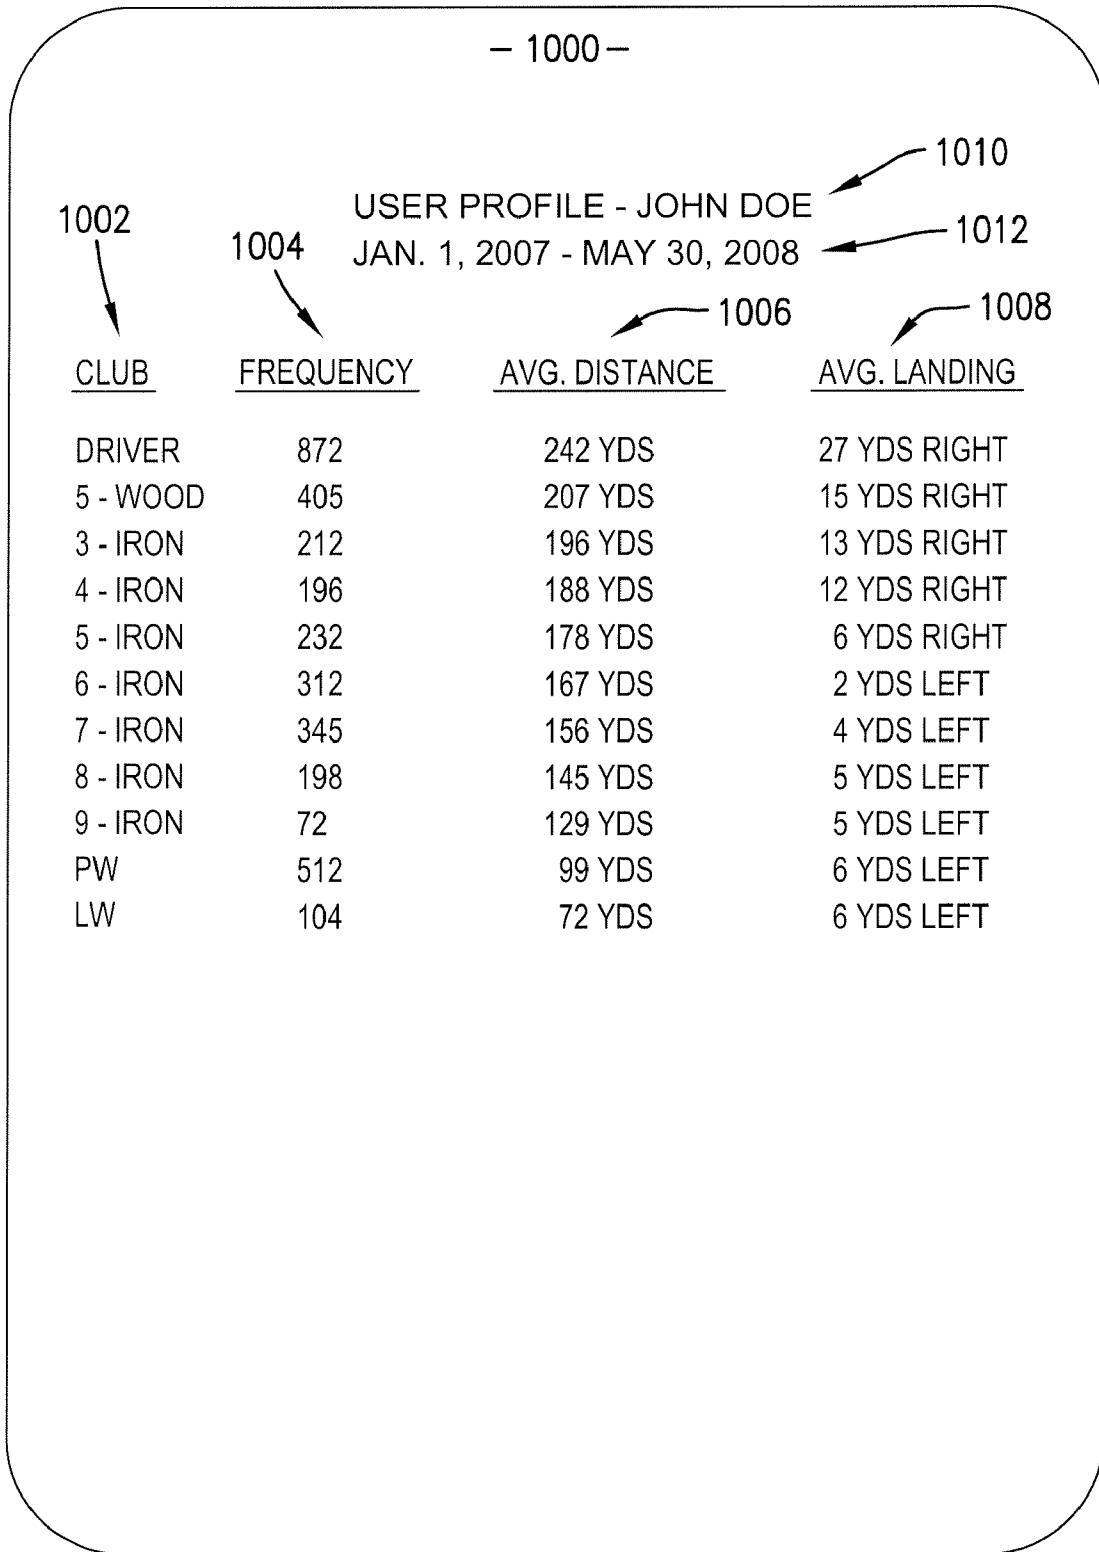 - 1000 -
1010
USER PROFILE - JOHN DOE
1002
1004
JAN. 1, 2007 - MAY 30, 2008
1012
1006
1008
CLUB FREQUENCY AVG. DISTANCE AVG. LANDING
DRIVER 872 242 YDS 27 YDS RIGHT
5 - WOOD 405 207 YDS 15 YDS RIGHT
3 - IRON 212 196 YDS 13 YDS RIGHT
4 - IRON 196 188 YDS 12 YDS RIGHT
5 - IRON 232 178 YDS 6 YDS RIGHT
6 - IRON 312 167 YDS 2 YDS LEFT
7 - IRON 345 156 YDS 4 YDS LEFT
8 - IRON 198 145 YDS 5 YDS LEFT
9 - IRON 72 129 YDS 5 YDS LEFT
PW 512 99 YDS 6 YDS LEFT
LW 104 72 YDS 6 YDS LEFT